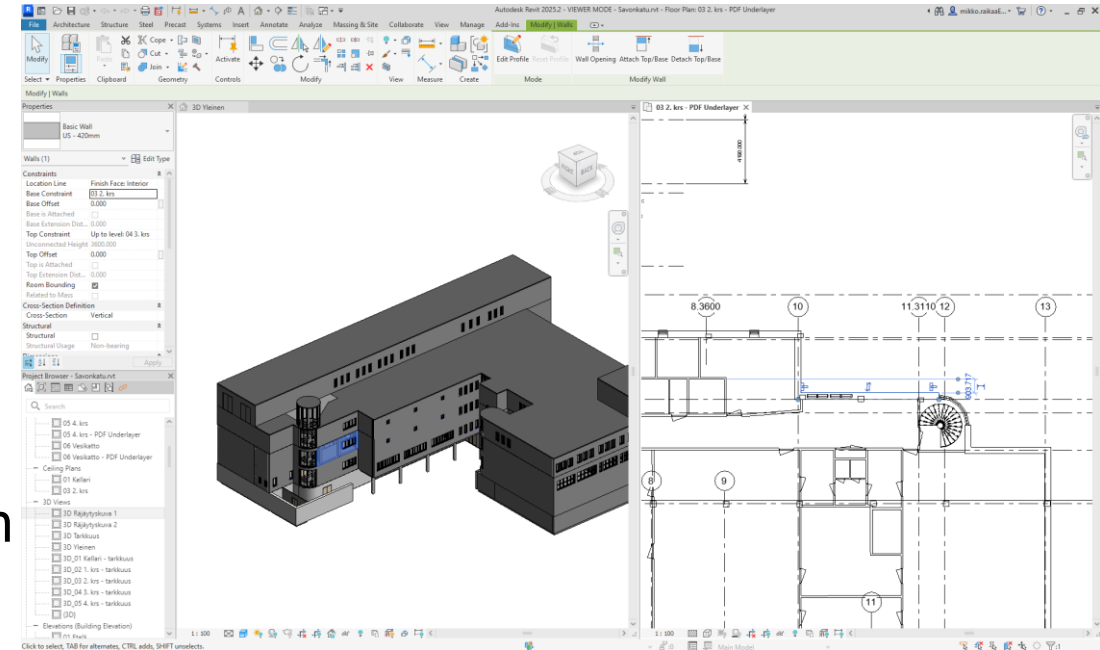 Autodesk Revit 2025.2 - VIEWER MODE - Savonkatu.rvt - Floor Plan: 03 2. krs - PDF Underlayer
mikko.raikaaE...
File Architecture Structure Steel Precast Systems Insert Annotate Analyze Massing & Site Collaborate View Manage Add-Ins Modify | Walls
Modify
Paste
Cope
Cut
Join
Activate
Edit Profile Reset Profile Wall Opening Attach Top/Base Detach Top/Base
Select Properties Clipboard Geometry Controls Modify View Measure Create Mode Modify Wall
Modify | Walls
Properties
Basic Wall
US - 420mm
Walls (1)
Edit Type
Constraints
Location Line Finish Face: Interior
Base Constraint 03 2. krs
Base Offset 0.000
Base is Attached
Base Extension Dist... 0.000
Top Constraint Up to level: 04 3. krs
Unconnected Height 3900.000
Top Offset 0.000
Top is Attached
Top Extension Dist... 0.000
Room Bounding
Related to Mass
Cross-Section Definition
Cross-Section Vertical
Structural
Structural
Structural Usage Non-bearing
Dimensions
Apply
Project Browser - Savonkatu.rvt
Search
05 4. krs
05 4. krs - PDF Underlayer
06 Vesikatto
06 Vesikatto - PDF Underlayer
Ceiling Plans
01 Kellari
03 2. krs
3D Views
3D Räjäytyskuva 1
3D Räjäytyskuva 2
3D Tarkkuus
3D Yleinen
3D_01 Kellari - tarkkuus
3D_02 1. krs - tarkkuus
3D_03 2. krs - tarkkuus
3D_04 3. krs - tarkkuus
3D_05 4. krs - tarkkuus
{3D}
Elevations (Building Elevation)
01 Etelä
Click to select, TAB for alternates, CTRL adds, SHIFT unselects.
3D Yleinen
1 : 100
03 2. krs - PDF Underlayer
8.3600
10
11.3110
12
13
8
9
11
1 : 100
:0
Main Model
:1